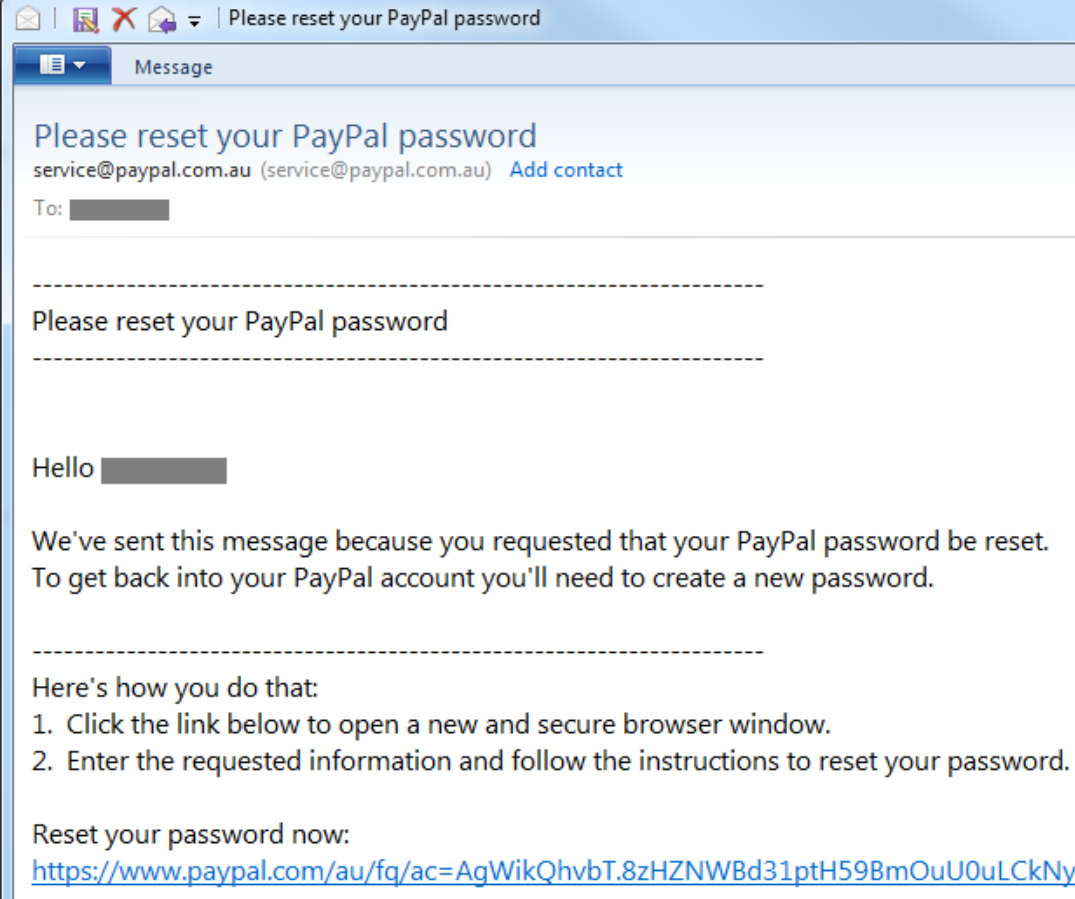 Please reset your PayPal password
Message
Please reset your PayPal password
service@paypal.com.au (service@paypal.com.au) Add contact
To:
----------------------------------------------------------------------
Please reset your PayPal password
----------------------------------------------------------------------
Hello
We've sent this message because you requested that your PayPal password be reset.
To get back into your PayPal account you'll need to create a new password.
----------------------------------------------------------------------
Here's how you do that:
1. Click the link below to open a new and secure browser window.
2. Enter the requested information and follow the instructions to reset your password.
Reset your password now:
https://www.paypal.com/au/fq/ac=AgWikQhvbT.8zHZNWBd31ptH59BmOuU0uLCkNy